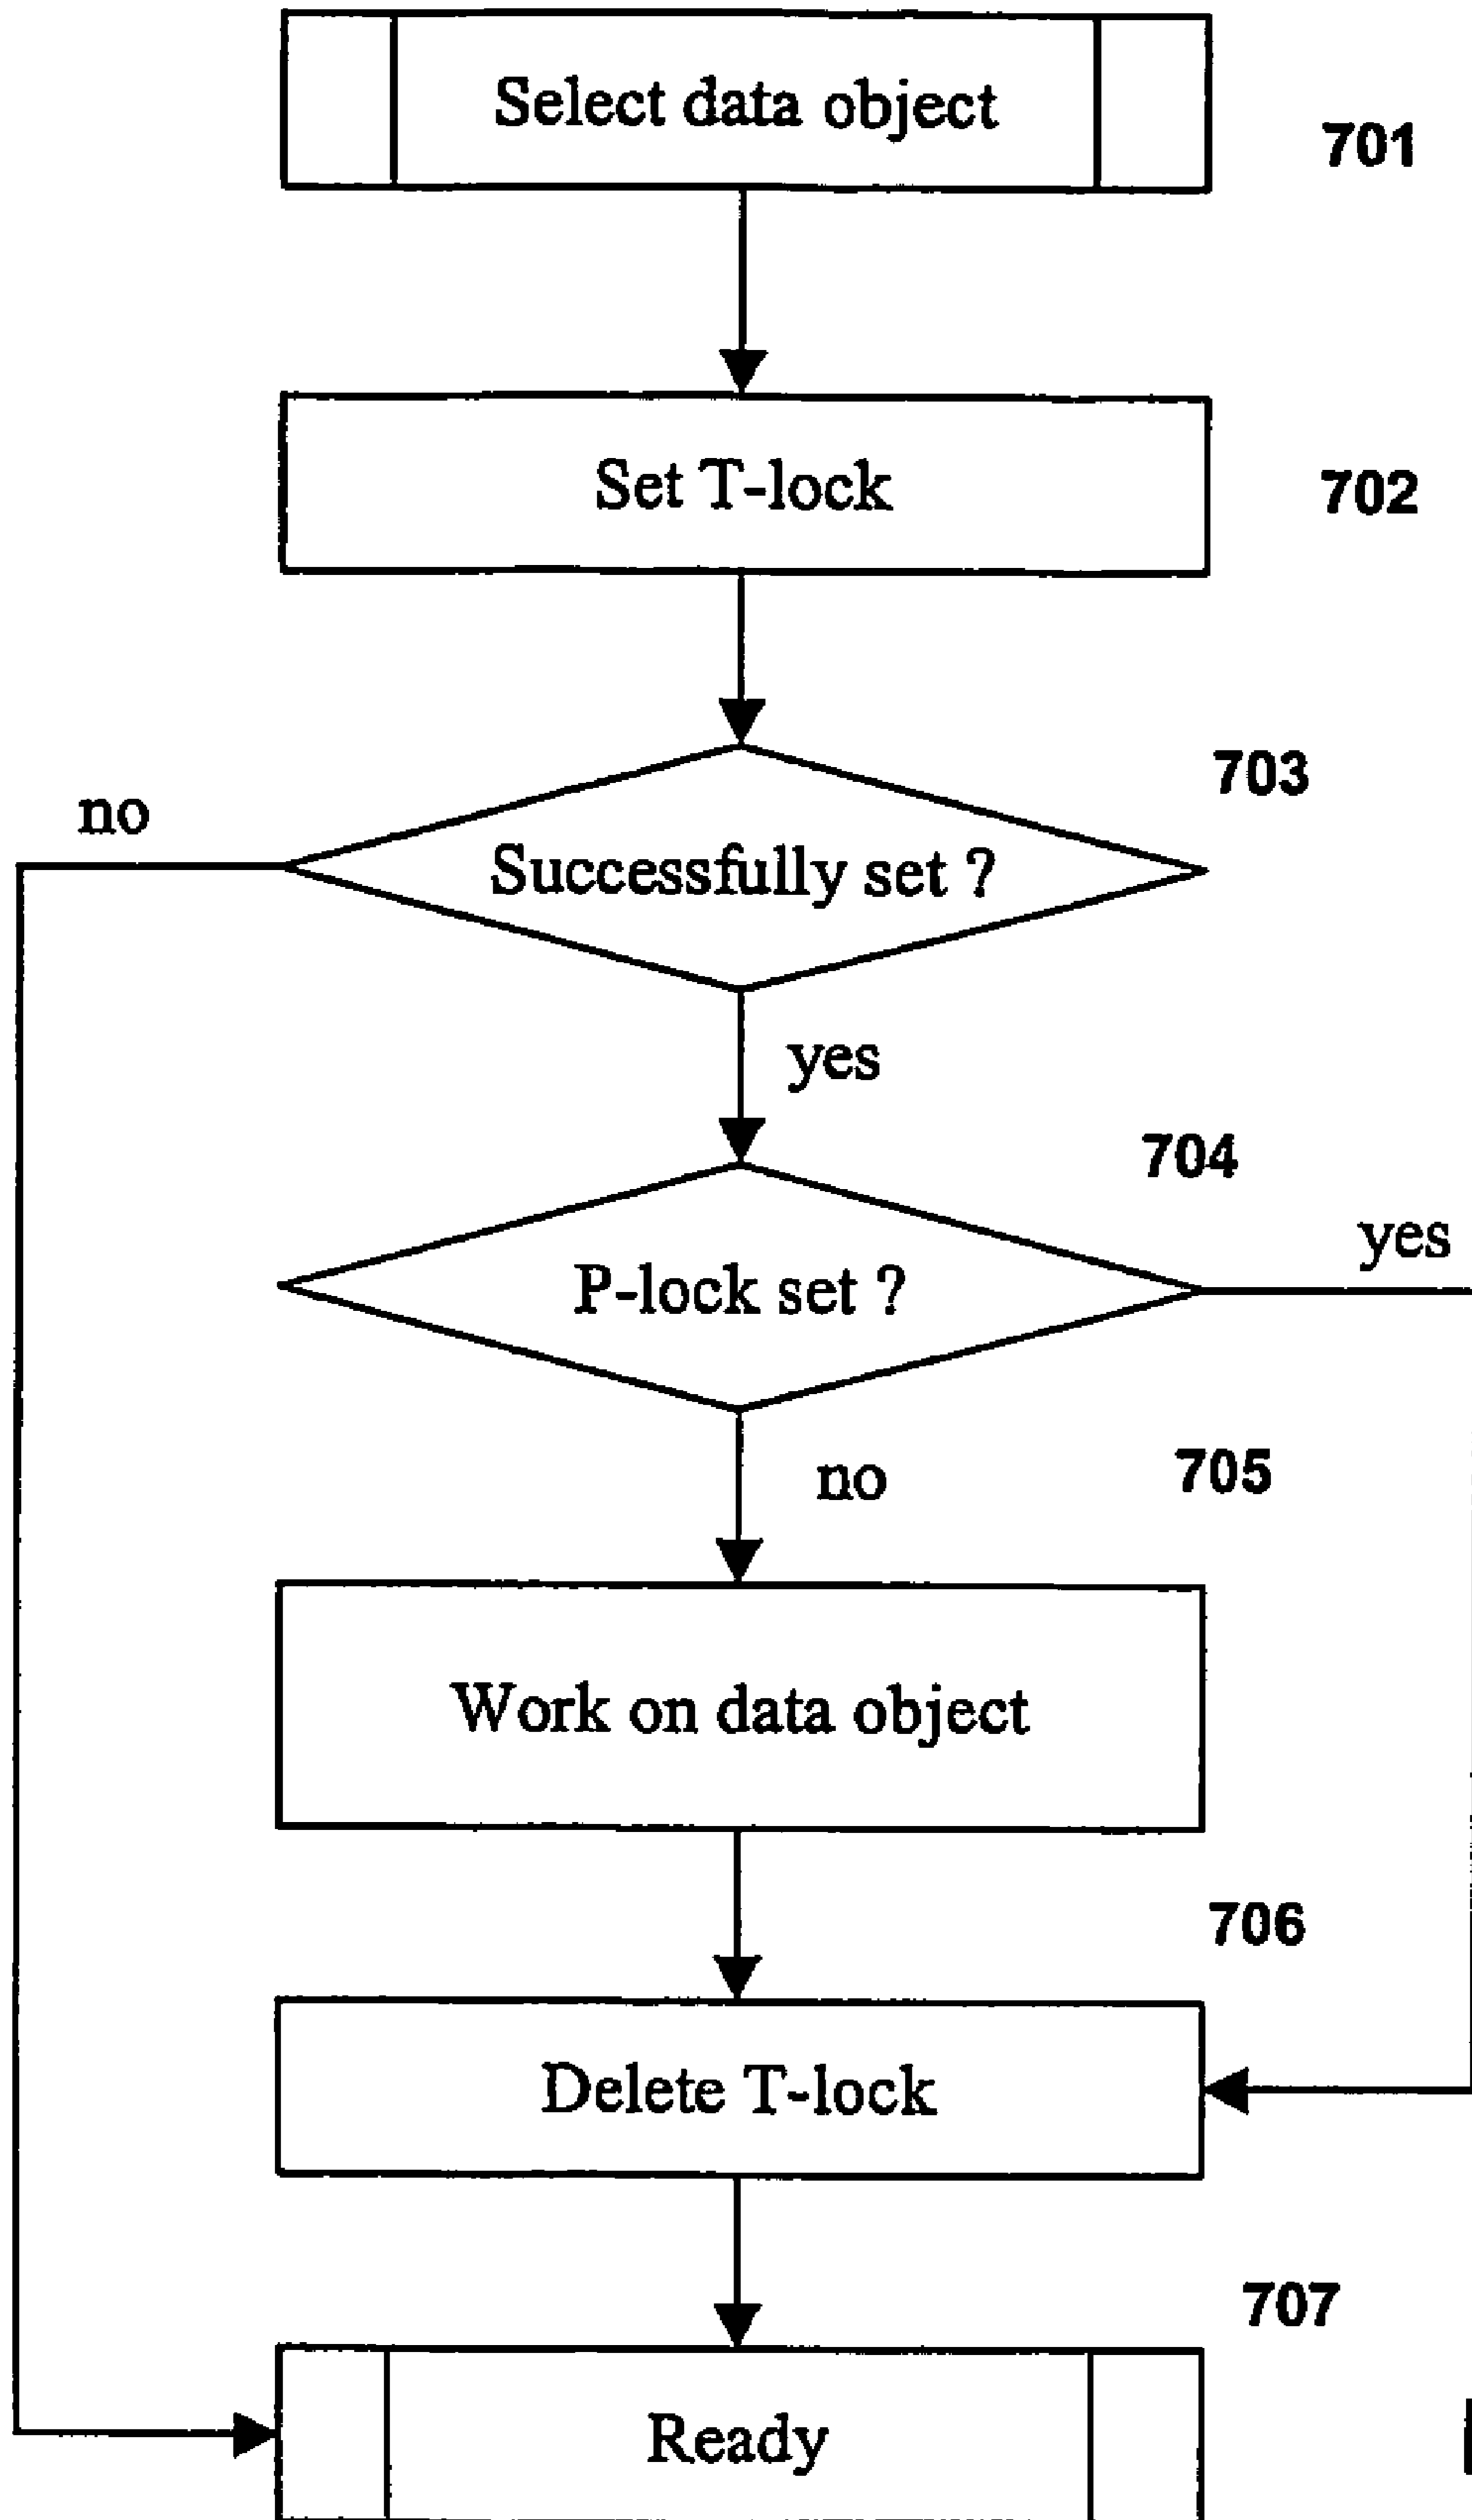 Select data object
701
Set T-lock
702
703
no
Successfully set ?
yes
704
yes
P-lock set ?
no
705
Work on data object
706
Delete T-lock
707
Ready